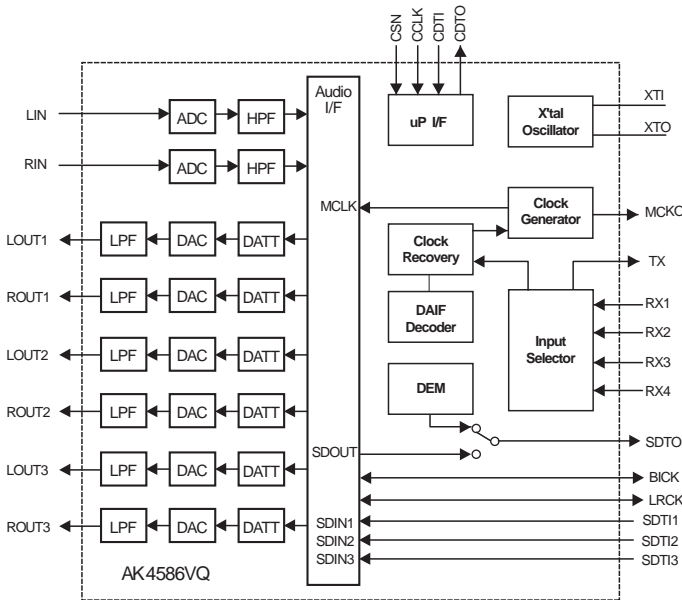 CSN
CCLK
CDTI
CDTO
Audio
I/F
uP I/F
X'tal
Oscillator
XTI
XTO
LIN
ADC
HPF
RIN
ADC
HPF
MCLK
Clock
Generator
MCKO
LOUT1
LPF
DAC
DATT
Clock
Recovery
TX
ROUT1
LPF
DAC
DATT
DAIF
Decoder
Input
Selector
RX1
RX2
RX3
RX4
LOUT2
LPF
DAC
DATT
ROUT2
LPF
DAC
DATT
DEM
LOUT3
LPF
DAC
DATT
SDOUT
SDTO
BICK
LRCK
ROUT3
LPF
DAC
DATT
SDIN1
SDIN2
SDIN3
SDTI1
SDTI2
SDTI3
AK4586VQ